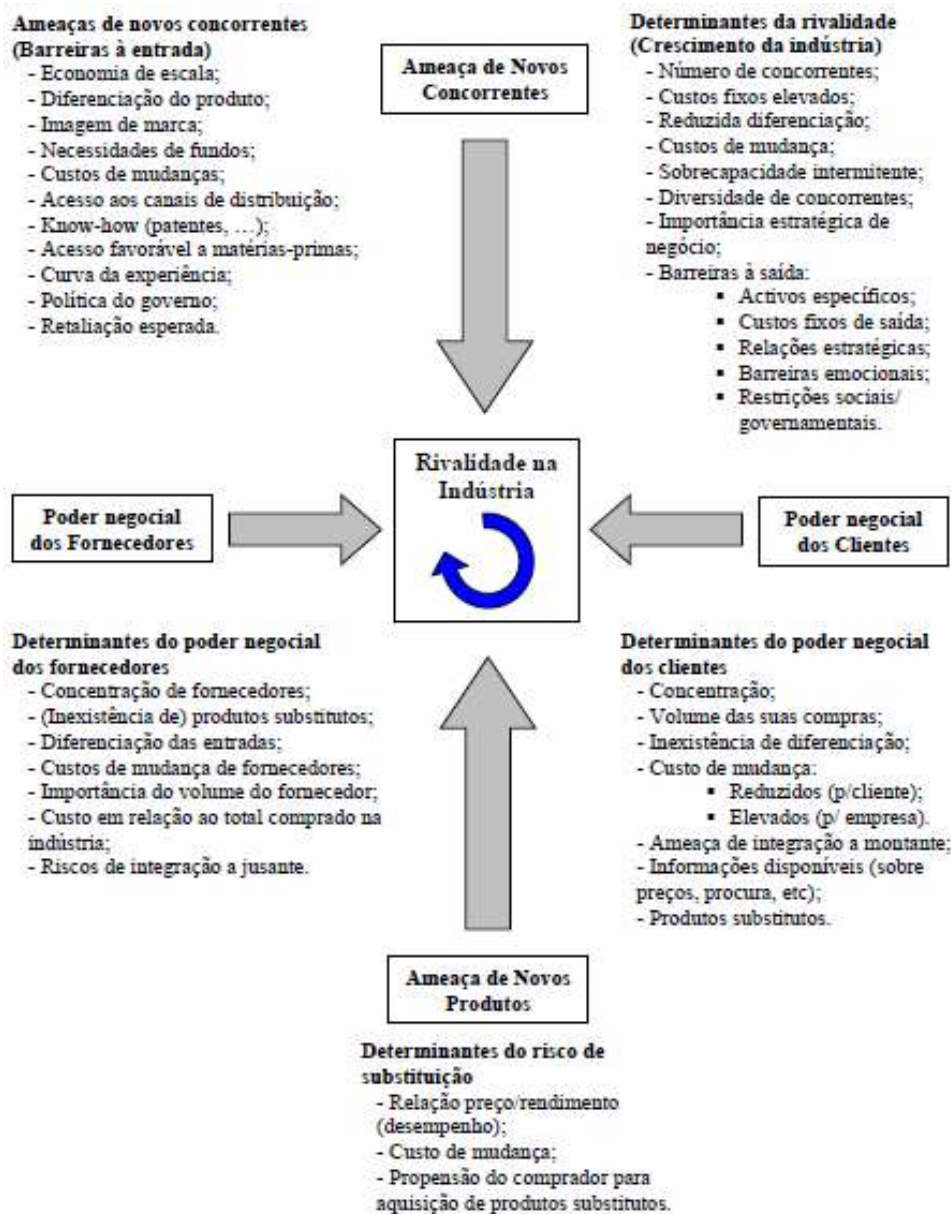 Ameaças de novos concorrentes
(Barreiras à entrada)
- Economia de escala;
- Diferenciação do produto;
- Imagem de marca;
- Necessidades de fundos;
- Custos de mudanças;
- Acesso aos canais de distribuição;
- Know-how (patentes, …);
- Acesso favorável a matérias-primas;
- Curva da experiência;
- Política do governo;
- Retaliação esperada.
Ameaça de Novos
Concorrentes
Determinantes da rivalidade
(Crescimento da indústria)
- Número de concorrentes;
- Custos fixos elevados;
- Reduzida diferenciação;
- Custos de mudança;
- Sobrecapacidade intermitente;
- Diversidade de concorrentes;
- Importância estratégica de
negócio;
- Barreiras à saída:
▪ Activos específicos;
▪ Custos fixos de saída;
▪ Relações estratégicas;
▪ Barreiras emocionais;
▪ Restrições sociais/
governamentais.
Poder negocial
dos Fornecedores
Rivalidade na
Indústria
Poder negocial
dos Clientes
Determinantes do poder negocial
dos fornecedores
- Concentração de fornecedores;
- (Inexistência de) produtos substitutos;
- Diferenciação das entradas;
- Custos de mudança de fornecedores;
- Importância do volume do fornecedor;
- Custo em relação ao total comprado na
indústria;
- Riscos de integração a jusante.
Determinantes do poder negocial
dos clientes
- Concentração;
- Volume das suas compras;
- Inexistência de diferenciação;
- Custo de mudança:
▪ Reduzidos (p/cliente);
▪ Elevados (p/ empresa).
- Ameaça de integração a montante;
- Informações disponíveis (sobre
preços, procura, etc);
- Produtos substitutos.
Ameaça de Novos
Produtos
Determinantes do risco de
substituição
- Relação preço/rendimento
(desempenho);
- Custo de mudança;
- Propensão do comprador para
aquisição de produtos substitutos.